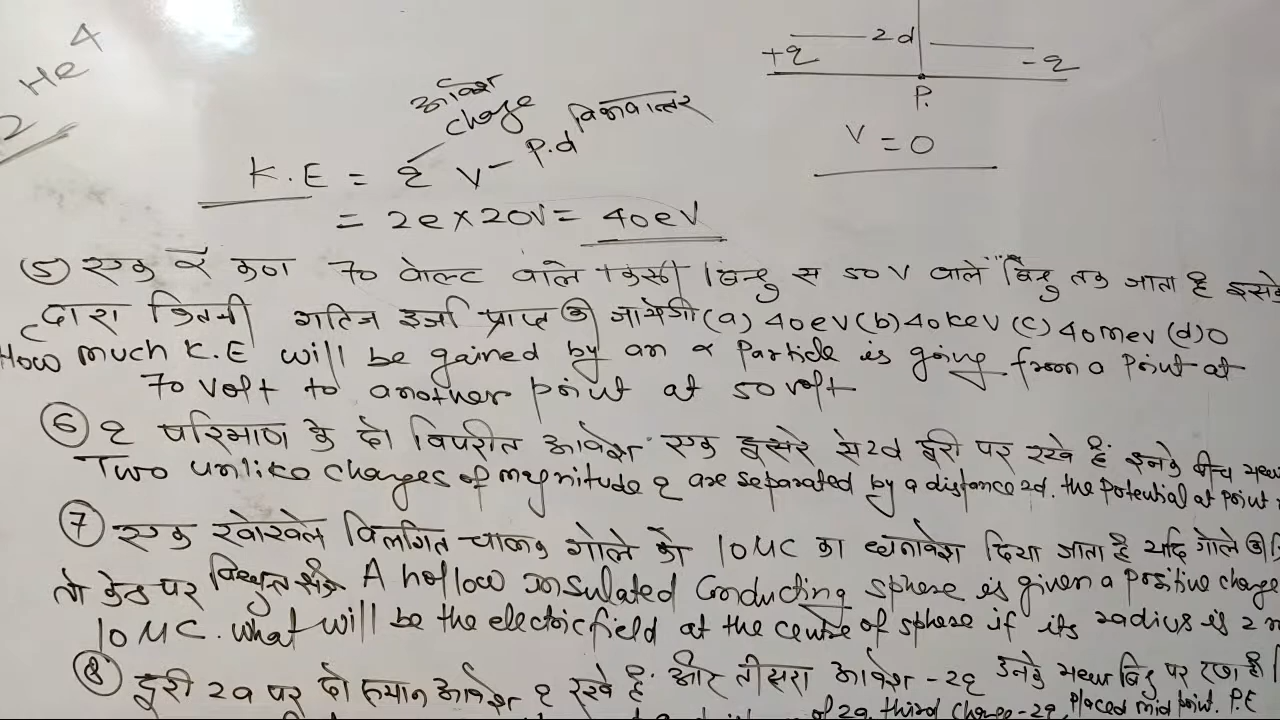 2He4
+q —— 2d —— -q
P.
V = 0
आवेश
charge
विभवान्तर
K.E = q V - P.d
= 2e × 20V = 40eV
(5) एक α कण 70 वोल्ट वाले किसी बिन्दु स 50V वाले बिन्दु तक जाता है इसके
द्वारा कितनी गतिज उर्जा प्राप्त की जायेगी (a) 40eV (b) 40keV (c) 40mev (d) 0
How much K.E will be gained by an α particle is going from a point at
70 volt to another point at 50 volt
(6) q परिमाण के दो विपरीत आवेश एक दूसरे से 2d दूरी पर रखे हैं इनके बीच मध्य
Two unlike charges of magnitude q are separated by a distance 2d. the potential at point
(7) एक खोखले विलगित चालक गोले को 10μC का धनावेश दिया जाता है यदि गोले की
तो केन्द्र पर विद्युत क्षेत्र A hollow insulated Conducting sphere is given a positive charge
10μC. what will be the electric field at the centre of sphere if its radius is 2
(8) दूरी 2a पर दो समान आवेश q रखे हैं. और तीसरा आवेश -2q उनके मध्य बिन्दु पर रखा है।
of 2a. third charge -2q. placed mid point. P.E